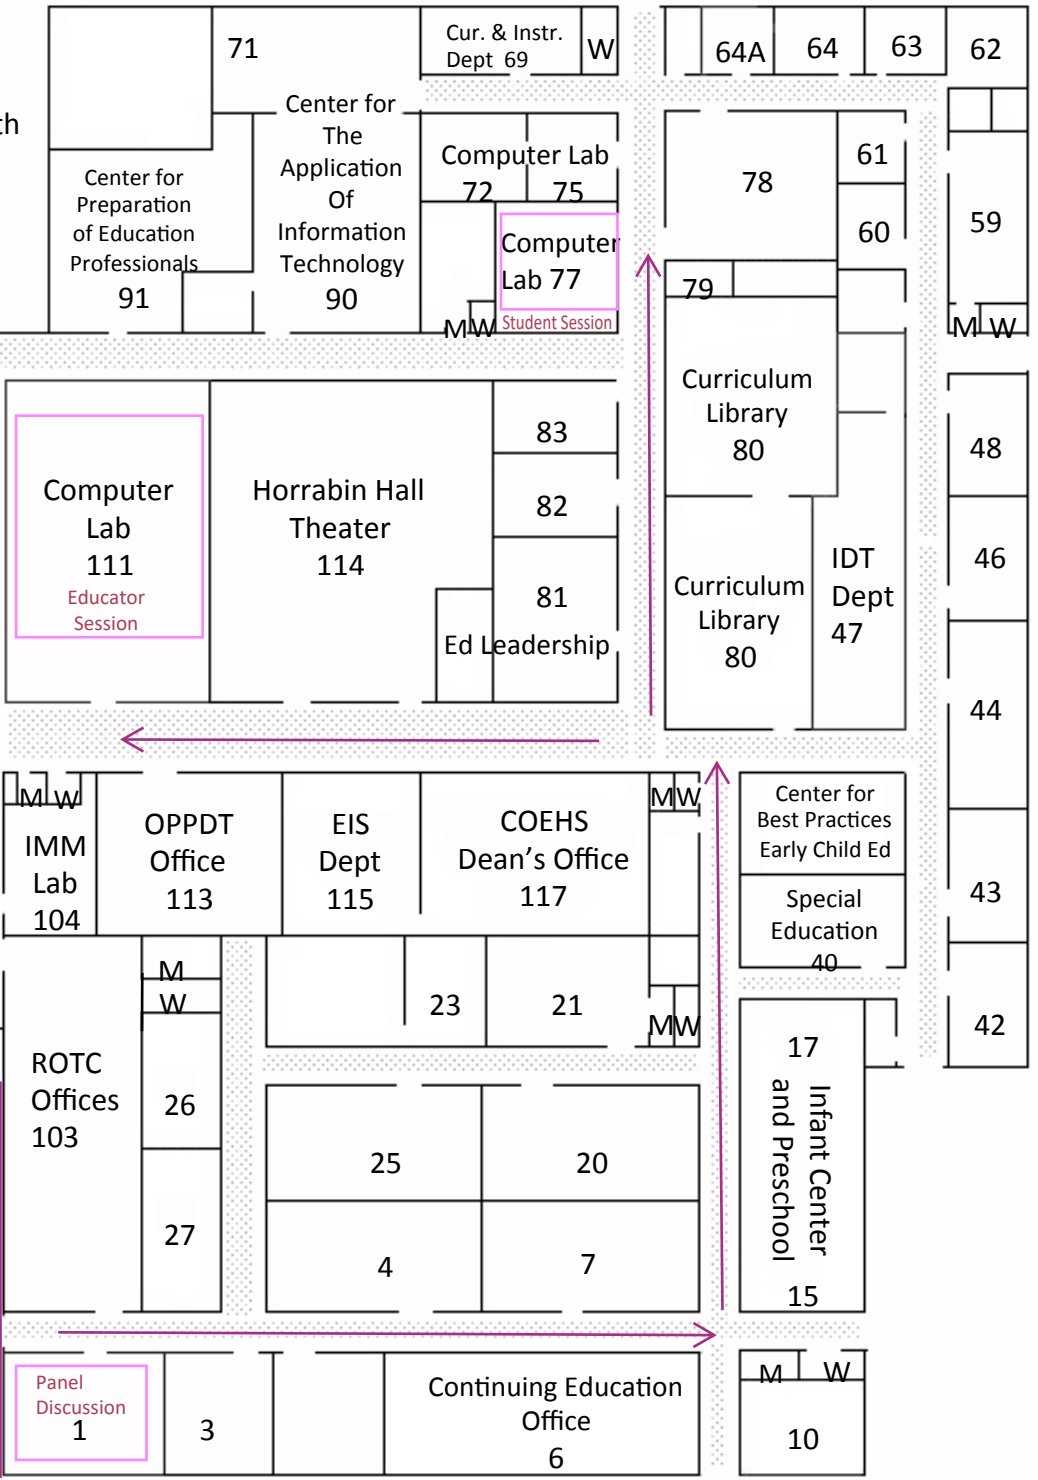 71
Cur. & Instr.
Dept 69
W
64A
64
63
62
th
Center for
The
Application
Of
Information
Technology
90
Center for
Preparation
of Education
Professionals
91
Computer Lab
72
75
Computer
Lab 77
Student Session
M
W
78
61
60
59
79
M
W
Curriculum
Library
80
Computer
Lab
111
Educator
Session
Horrabin Hall
Theater
114
83
82
81
Ed Leadership
Curriculum
Library
80
IDT
Dept
47
48
46
44
M
W
IMM
Lab
104
OPPDT
Office
113
EIS
Dept
115
COEHS
Dean's Office
117
M
W
Center for
Best Practices
Early Child Ed
Special
Education
40
43
42
M
W
23
21
M
W
ROTC
Offices
103
26
27
25
20
4
7
17
Infant Center
and Preschool
15
Panel
Discussion
1
3
Continuing Education
Office
6
M
W
10